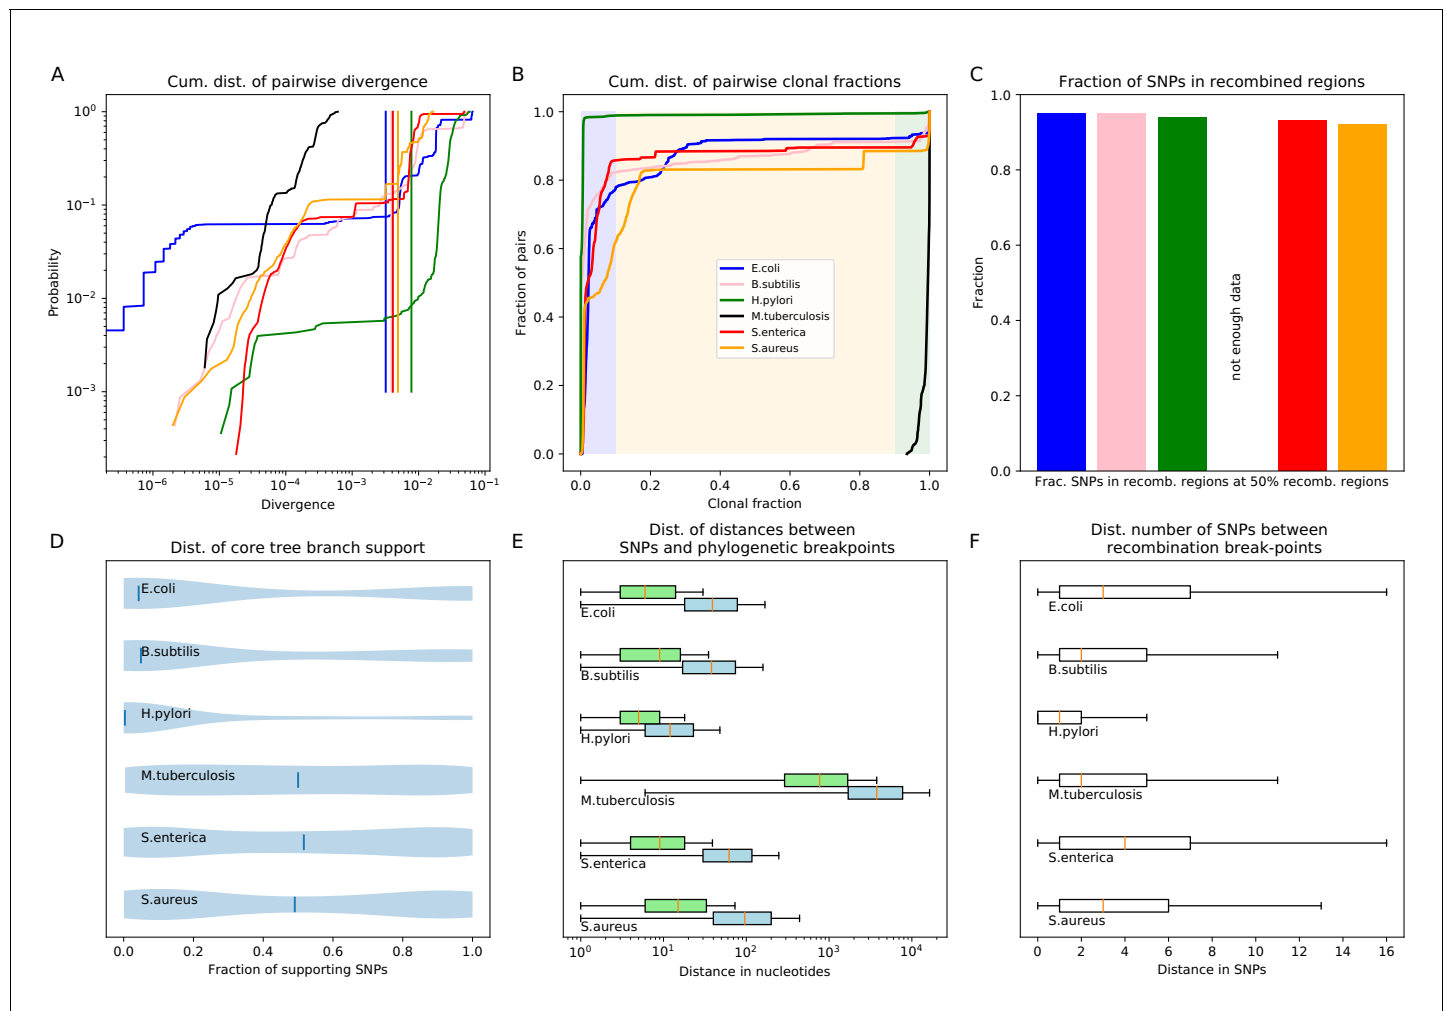 A
Cum. dist. of pairwise divergence
10⁰
10⁻¹
10⁻²
10⁻³
Probability
10⁻⁶ 10⁻⁵ 10⁻⁴ 10⁻³ 10⁻² 10⁻¹
Divergence
B
Cum. dist. of pairwise clonal fractions
1.0
0.8
0.6
0.4
0.2
0.0
Fraction of pairs
E.coli
B.subtilis
H.pylori
M.tuberculosis
S.enterica
S.aureus
0.0 0.2 0.4 0.6 0.8 1.0
Clonal fraction
C
Fraction of SNPs in recombined regions
1.0
0.8
0.6
0.4
0.2
0.0
Fraction
not enough data
Frac. SNPs in recomb. regions at 50% recomb. regions
D
Dist. of core tree branch support
E.coli
B.subtilis
H.pylori
M.tuberculosis
S.enterica
S.aureus
0.0 0.2 0.4 0.6 0.8 1.0
Fraction of supporting SNPs
E
Dist. of distances between
SNPs and phylogenetic breakpoints
E.coli
B.subtilis
H.pylori
M.tuberculosis
S.enterica
S.aureus
10⁰ 10¹ 10² 10³ 10⁴
Distance in nucleotides
F
Dist. number of SNPs between
recombination break-points
E.coli
B.subtilis
H.pylori
M.tuberculosis
S.enterica
S.aureus
0 2 4 6 8 10 12 14 16
Distance in SNPs